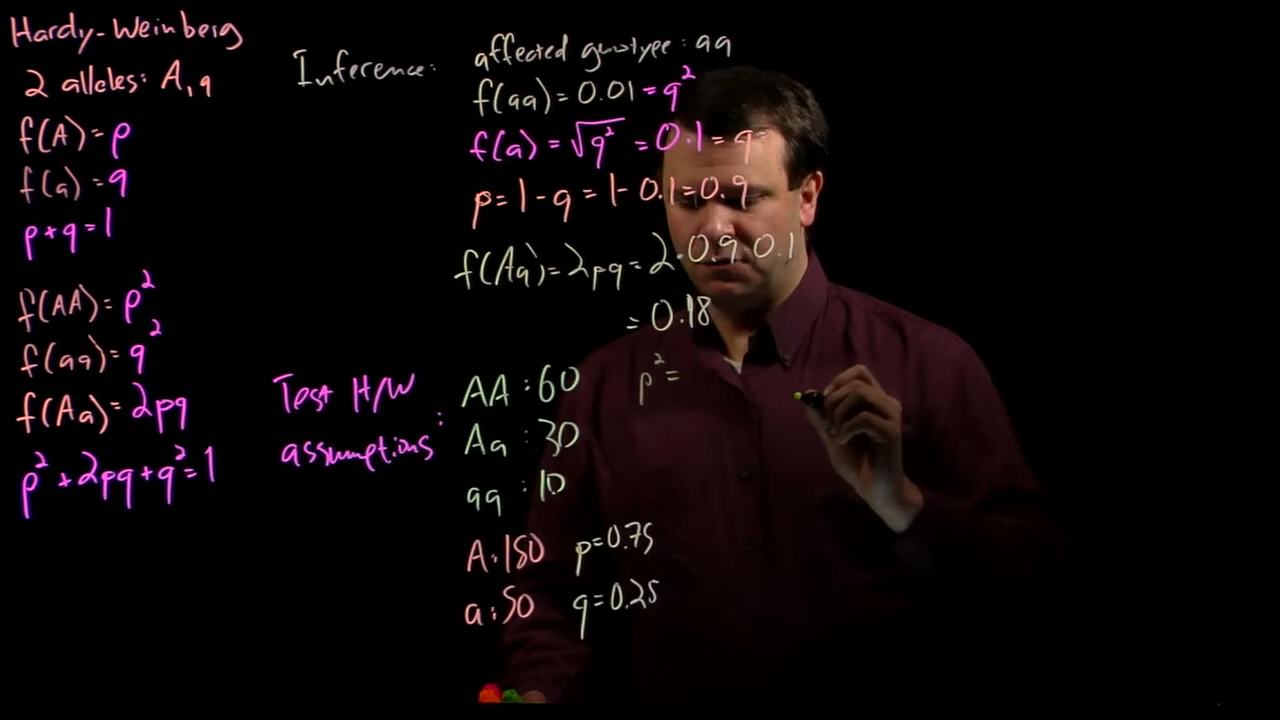 Hardy-Weinberg
2 alleles: A, a
f(A) = p
f(a) = q
p + q = 1
f(AA) = p²
f(aa) = q²
f(Aa) = 2pq
p² + 2pq + q² = 1
Inference:
affected genotype: aa
f(aa) = 0.01 = q²
f(a) = √q² = 0.1 = q
p = 1 - q = 1 - 0.1 = 0.9
f(Aa) = 2pq = 2·0.9·0.1
= 0.18
Test H/W
assumptions:
AA: 60 p² =
Aa: 30
aa: 10
A: 150 p = 0.75
a: 50 q = 0.25